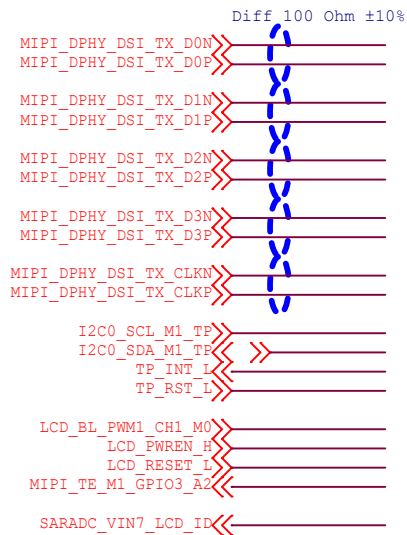 Diff 100 Ohm ±10%
MIPI_DPHY_DSI_TX_D0N
MIPI_DPHY_DSI_TX_D0P
MIPI_DPHY_DSI_TX_D1N
MIPI_DPHY_DSI_TX_D1P
MIPI_DPHY_DSI_TX_D2N
MIPI_DPHY_DSI_TX_D2P
MIPI_DPHY_DSI_TX_D3N
MIPI_DPHY_DSI_TX_D3P
MIPI_DPHY_DSI_TX_CLKN
MIPI_DPHY_DSI_TX_CLKP
I2C0_SCL_M1_TP
I2C0_SDA_M1_TP
TP_INT_L
TP_RST_L
LCD_BL_PWM1_CH1_M0
LCD_PWREN_H
LCD_RESET_L
MIPI_TE_M1_GPIO3_A2
SARADC_VIN7_LCD_ID